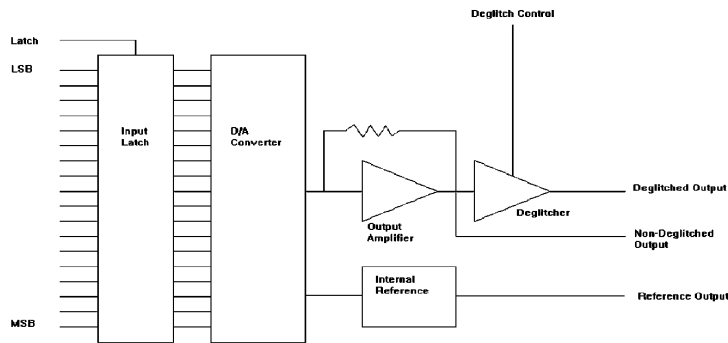 Deglitch Control
Latch
LSB
Input
Latch
D/A
Converter
Deglitched Output
Deglitcher
Output
Amplifier
Non-Deglitched
Output
Internal
Reference
Reference Output
MSB